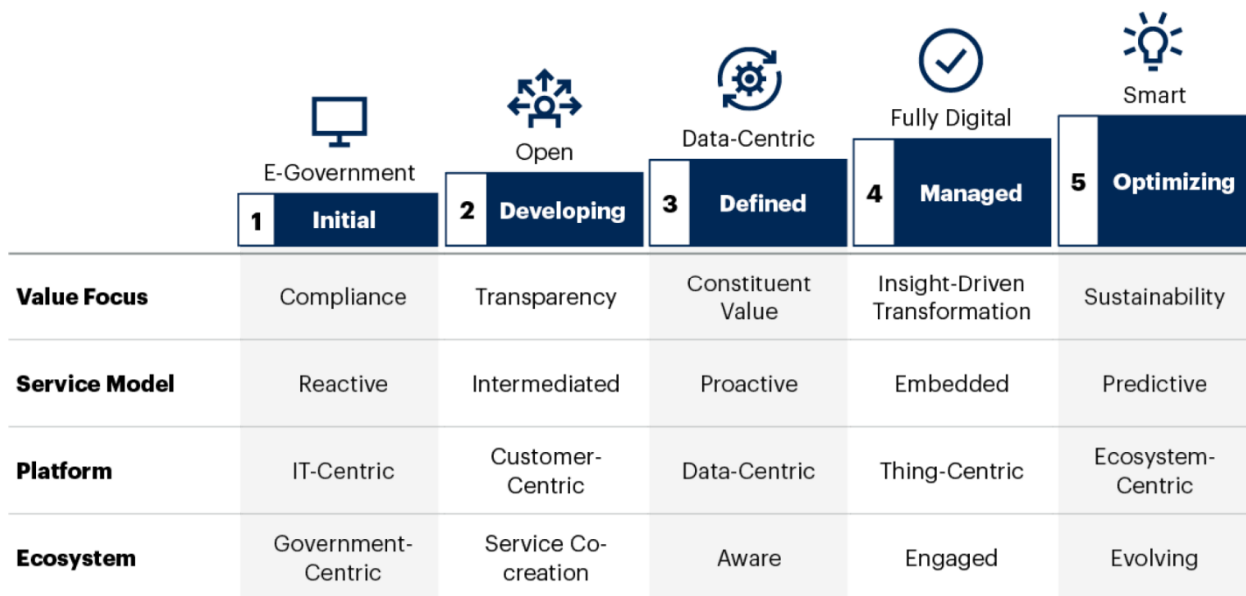 Smart
Fully Digital
Data-Centric
Open
E-Government
1 Initial
2 Developing
3 Defined
4 Managed
5 Optimizing
Value Focus
Compliance
Transparency
Constituent
Value
Insight-Driven
Transformation
Sustainability
Service Model
Reactive
Intermediated
Proactive
Embedded
Predictive
Platform
IT-Centric
Customer-
Centric
Data-Centric
Thing-Centric
Ecosystem-
Centric
Ecosystem
Government-
Centric
Service Co-
creation
Aware
Engaged
Evolving